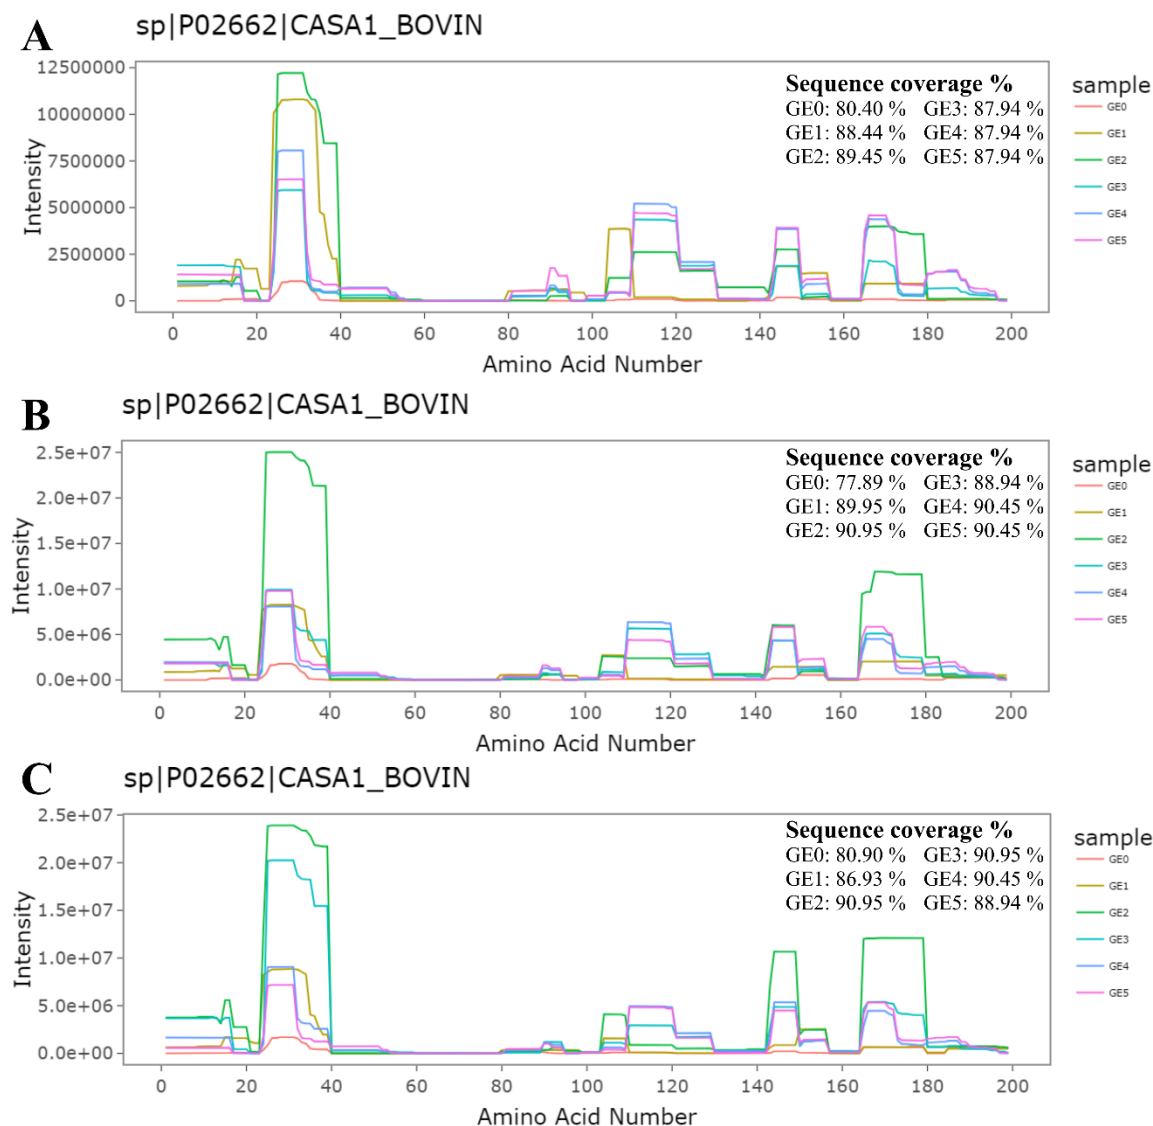 A
sp|P02662|CASA1_BOVIN
12500000
10000000
7500000
5000000
2500000
0
Intensity
0 20 40 60 80 100 120 140 160 180 200
Amino Acid Number
Sequence coverage %
GE0: 80.40 % GE3: 87.94 %
GE1: 88.44 % GE4: 87.94 %
GE2: 89.45 % GE5: 87.94 %
sample
GE0
GE1
GE2
GE3
GE4
GE5
B
sp|P02662|CASA1_BOVIN
2.5e+07
2.0e+07
1.5e+07
1.0e+07
5.0e+06
0.0e+00
Intensity
0 20 40 60 80 100 120 140 160 180 200
Amino Acid Number
Sequence coverage %
GE0: 77.89 % GE3: 88.94 %
GE1: 89.95 % GE4: 90.45 %
GE2: 90.95 % GE5: 90.45 %
sample
GE0
GE1
GE2
GE3
GE4
GE5
C
sp|P02662|CASA1_BOVIN
2.5e+07
2.0e+07
1.5e+07
1.0e+07
5.0e+06
0.0e+00
Intensity
0 20 40 60 80 100 120 140 160 180 200
Amino Acid Number
Sequence coverage %
GE0: 80.90 % GE3: 90.95 %
GE1: 86.93 % GE4: 90.45 %
GE2: 90.95 % GE5: 88.94 %
sample
GE0
GE1
GE2
GE3
GE4
GE5